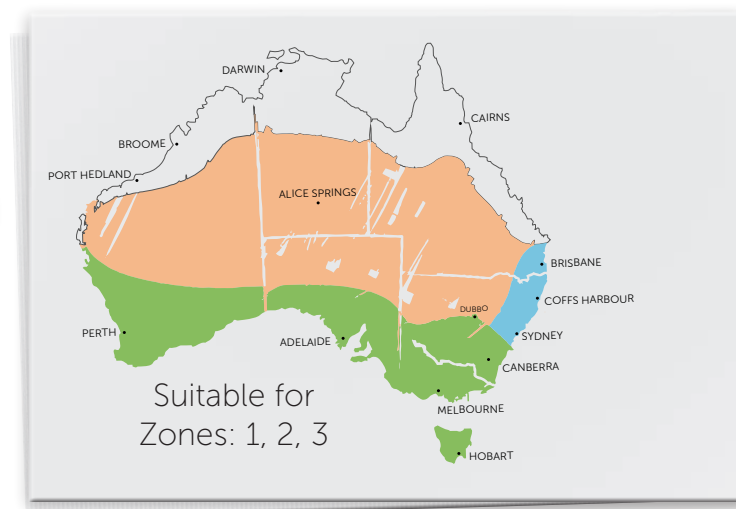 DARWIN
CAIRNS
BROOME
PORT HEDLAND
ALICE SPRINGS
BRISBANE
COFFS HARBOUR
DUBBO
PERTH
SYDNEY
ADELAIDE
CANBERRA
Suitable for
Zones: 1, 2, 3
MELBOURNE
HOBART